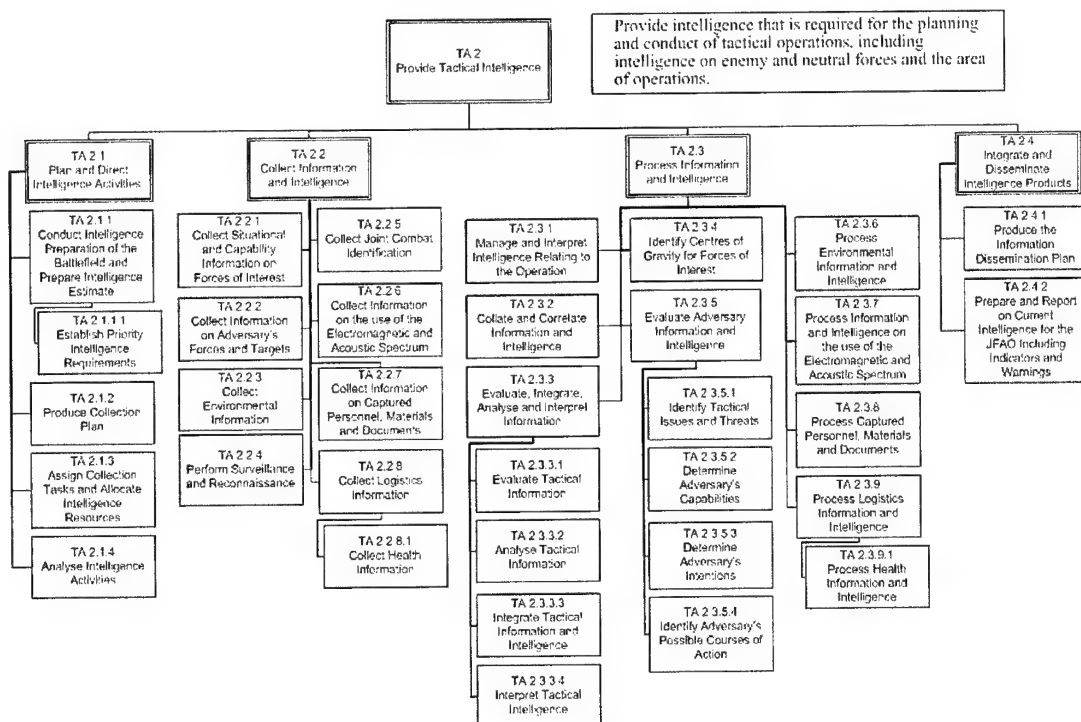 TA 2
Provide Tactical Intelligence
Provide intelligence that is required for the planning
and conduct of tactical operations, including
intelligence on enemy and neutral forces and the area
of operations.
TA 2.1
Plan and Direct
Intelligence Activities
TA 2.1.1
Conduct Intelligence
Preparation of the
Battlefield and
Prepare Intelligence
Estimate
TA 2.1.1.1
Establish Priority
Intelligence
Requirements
TA 2.1.2
Produce Collection
Plan
TA 2.1.3
Assign Collection
Tasks and Allocate
Intelligence
Resources
TA 2.1.4
Analyse Intelligence
Activities
TA 2.2
Collect Information
and Intelligence
TA 2.2.1
Collect Situational
and Capability
Information on
Forces of Interest
TA 2.2.2
Collect Information
on Adversary's
Forces and Targets
TA 2.2.3
Collect
Environmental
Information
TA 2.2.4
Perform Surveillance
and Reconnaissance
TA 2.2.5
Collect Joint Combat
Identification
TA 2.2.6
Collect Information
on the use of the
Electromagnetic and
Acoustic Spectrum
TA 2.2.7
Collect Information
on Captured
Personnel, Materials
and Documents
TA 2.2.8
Collect Logistics
Information
TA 2.2.8.1
Collect Health
Information
TA 2.3
Process Information
and Intelligence
TA 2.3.1
Manage and Interpret
Intelligence Relating
to the Operation
TA 2.3.2
Collate and Correlate
Information and
Intelligence
TA 2.3.3
Evaluate, Integrate,
Analyse and Interpret
Information
TA 2.3.3.1
Evaluate Tactical
Information
TA 2.3.3.2
Analyse Tactical
Information
TA 2.3.3.3
Integrate Tactical
Information and
Intelligence
TA 2.3.3.4
Interpret Tactical
Intelligence
TA 2.3.4
Identify Centres of
Gravity for Forces of
Interest
TA 2.3.5
Evaluate Adversary
Information and
Intelligence
TA 2.3.5.1
Identify Tactical
Issues and Threats
TA 2.3.5.2
Determine
Adversary's
Capabilities
TA 2.3.5.3
Determine
Adversary's
Intentions
TA 2.3.5.4
Identify Adversary's
Possible Courses of
Action
TA 2.3.6
Process
Environmental
Information and
Intelligence
TA 2.3.7
Process Information
and Intelligence on
the use of the
Electromagnetic and
Acoustic Spectrum
TA 2.3.8
Process Captured
Personnel, Materials
and Documents
TA 2.3.9
Process Logistics
Information and
Intelligence
TA 2.3.9.1
Process Health
Information and
Intelligence
TA 2.4
Integrate and
Disseminate
Intelligence Products
TA 2.4.1
Produce the
Information
Dissemination Plan
TA 2.4.2
Prepare and Report
on Current
Intelligence for the
JFAO Including
Indicators and
Warnings